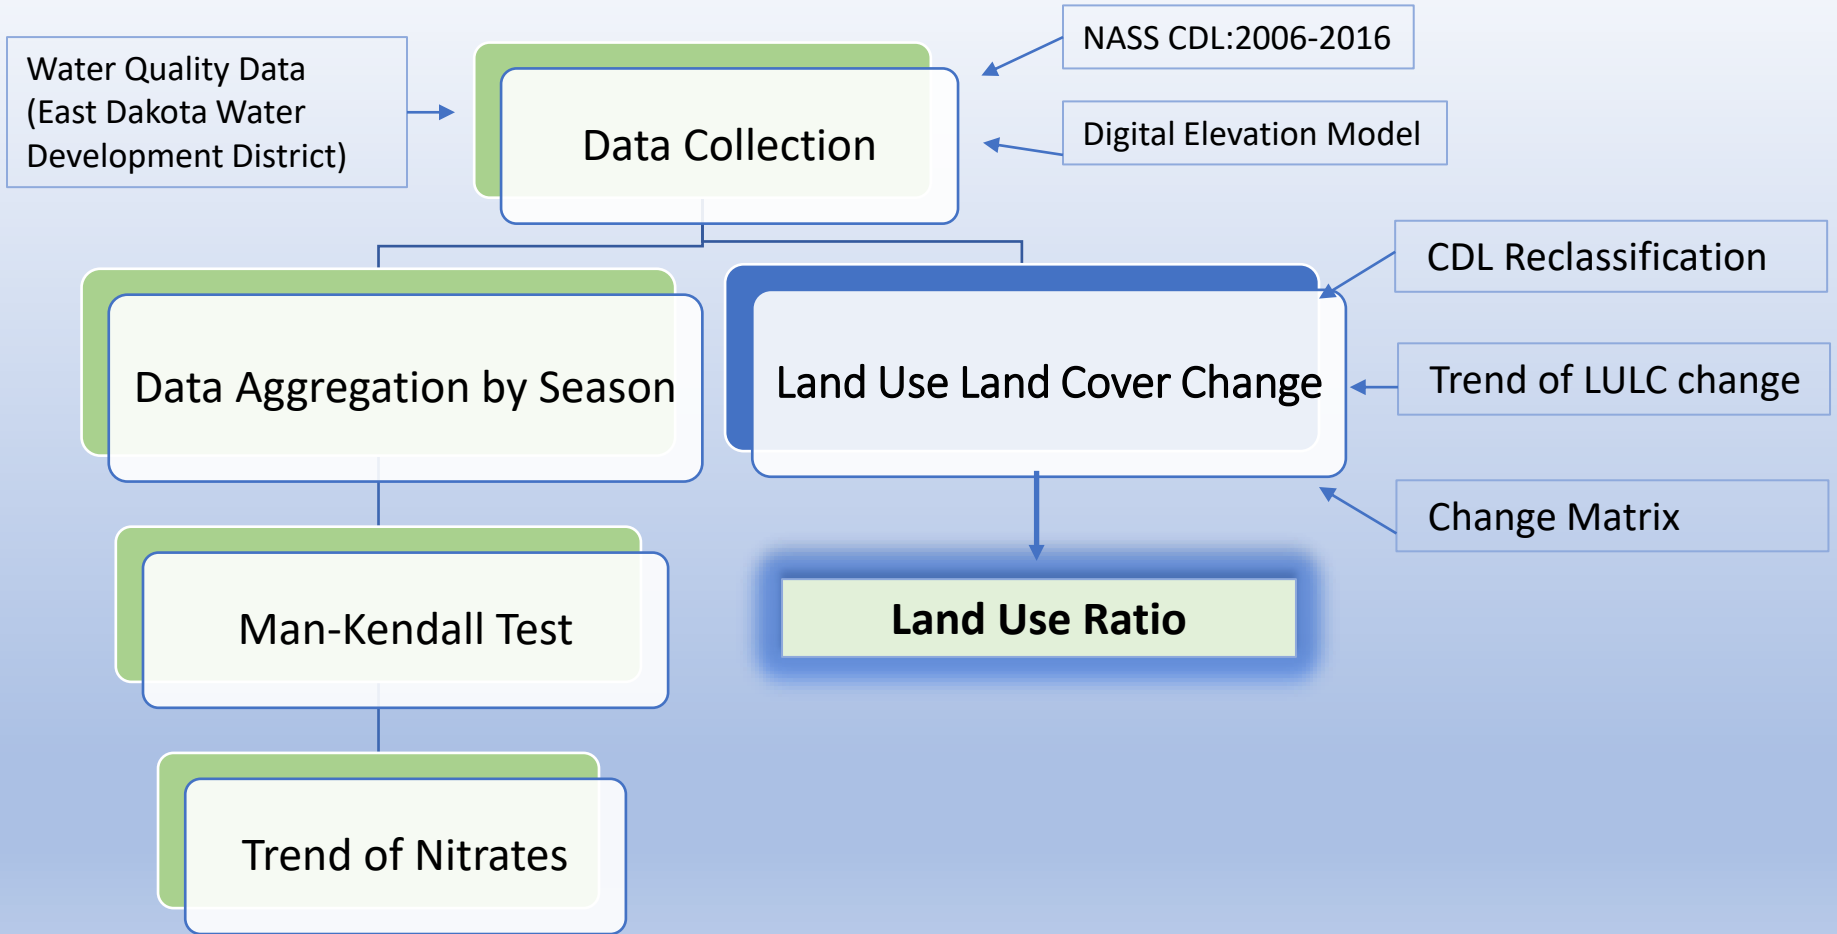 NASS CDL:2006-2016
Water Quality Data
(East Dakota Water
Development District)
Data Collection
Digital Elevation Model
CDL Reclassification
Data Aggregation by Season
Land Use Land Cover Change
Trend of LULC change
Change Matrix
Man-Kendall Test
Land Use Ratio
Trend of Nitrates